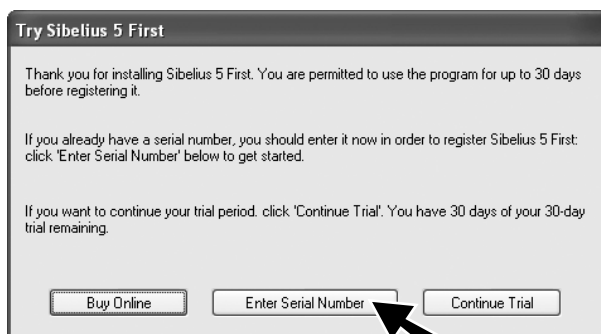 Try Sibelius 5 First
Thank you for installing Sibelius 5 First. You are permitted to use the program for up to 30 days
before registering it.
If you already have a serial number, you should enter it now in order to register Sibelius 5 First:
click 'Enter Serial Number' below to get started.
If you want to continue your trial period. click 'Continue Trial'. You have 30 days of your 30-day
trial remaining.
Buy Online Enter Serial Number Continue Trial